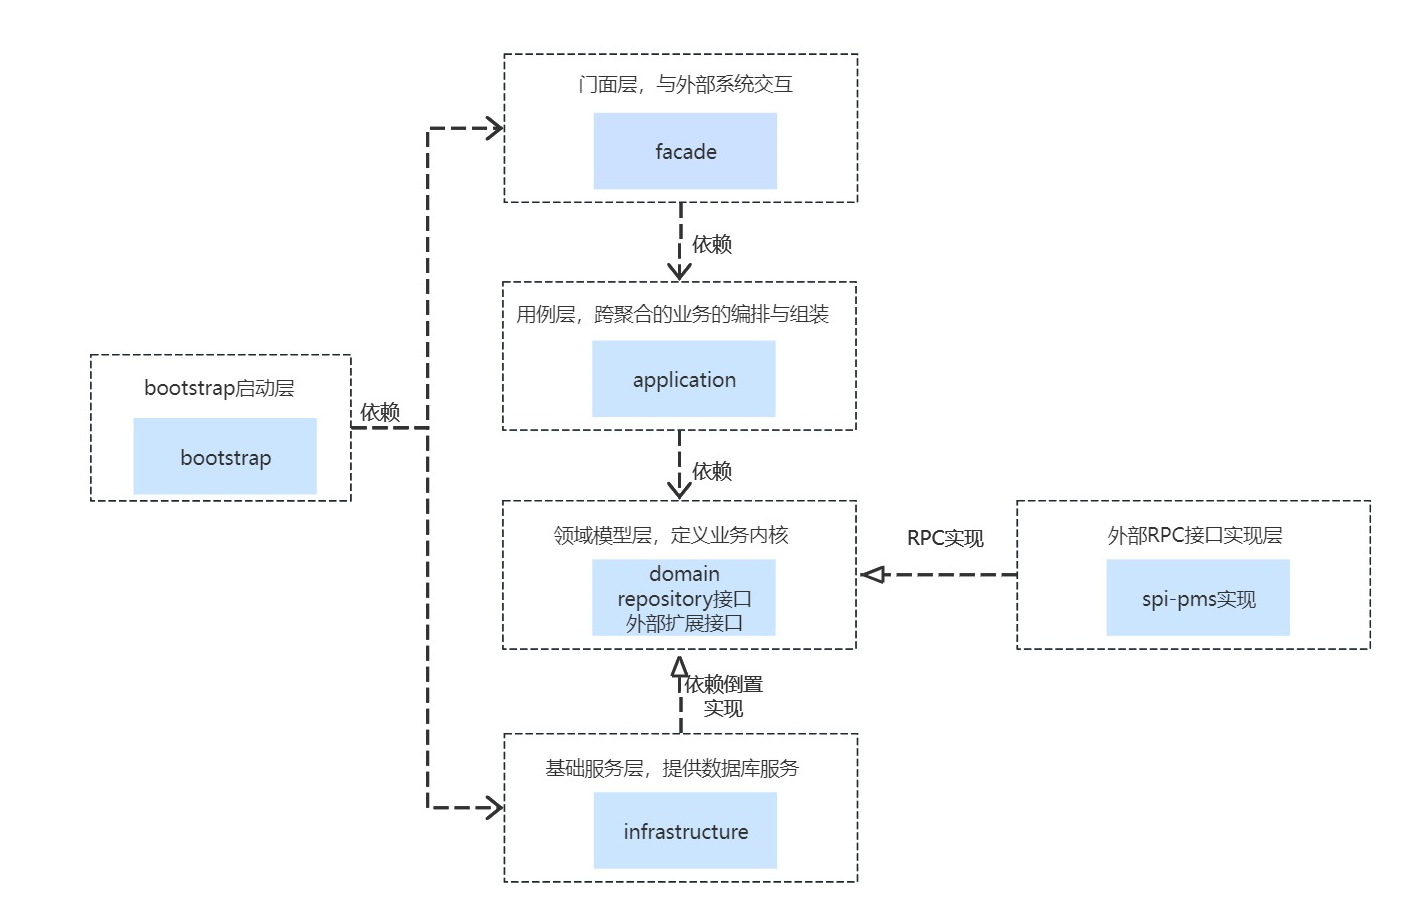 门面层，与外部系统交互
facade
依赖
用例层，跨聚合的业务的编排与组装
application
bootstrap启动层
bootstrap
依赖
依赖
领域模型层，定义业务内核
domain
repository接口
外部扩展接口
RPC实现
外部RPC接口实现层
spi-pms实现
依赖倒置
实现
基础服务层，提供数据库服务
infrastructure